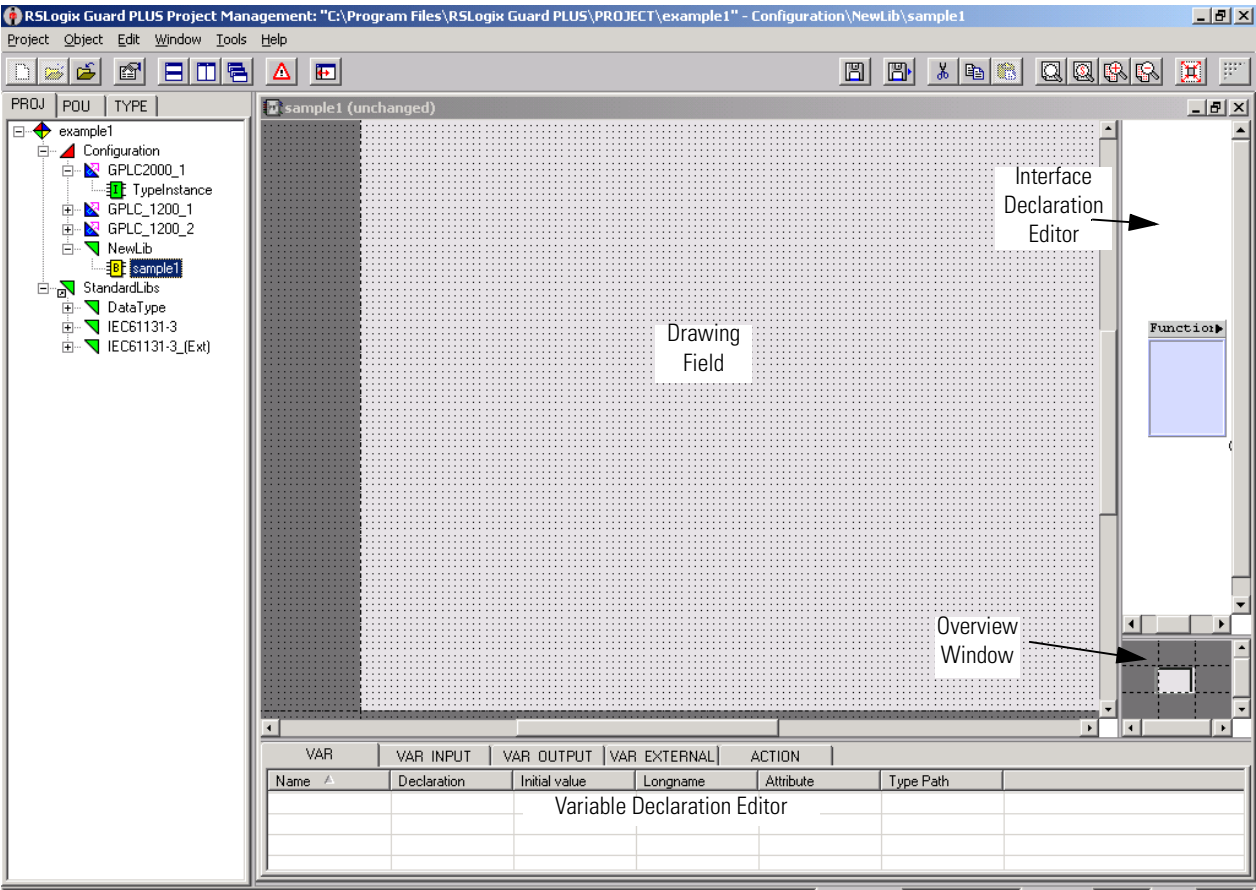 RSLogix Guard PLUS Project Management: "C:\Program Files\RSLogix Guard PLUS\PROJECT\example1" - Configuration\NewLib\sample1
Project Object Edit Window Tools Help
PROJ POU TYPE
example1
Configuration
GPLC2000_1
TypeInstance
GPLC_1200_1
GPLC_1200_2
NewLib
sample1
StandardLibs
DataType
IEC61131-3
IEC61131-3_(Ext)
sample1 (unchanged)
Interface
Declaration
Editor
Drawing
Field
Function
Overview
Window
VAR VAR INPUT VAR OUTPUT VAR EXTERNAL ACTION
Name Declaration Initial value Longname Attribute Type Path
Variable Declaration Editor